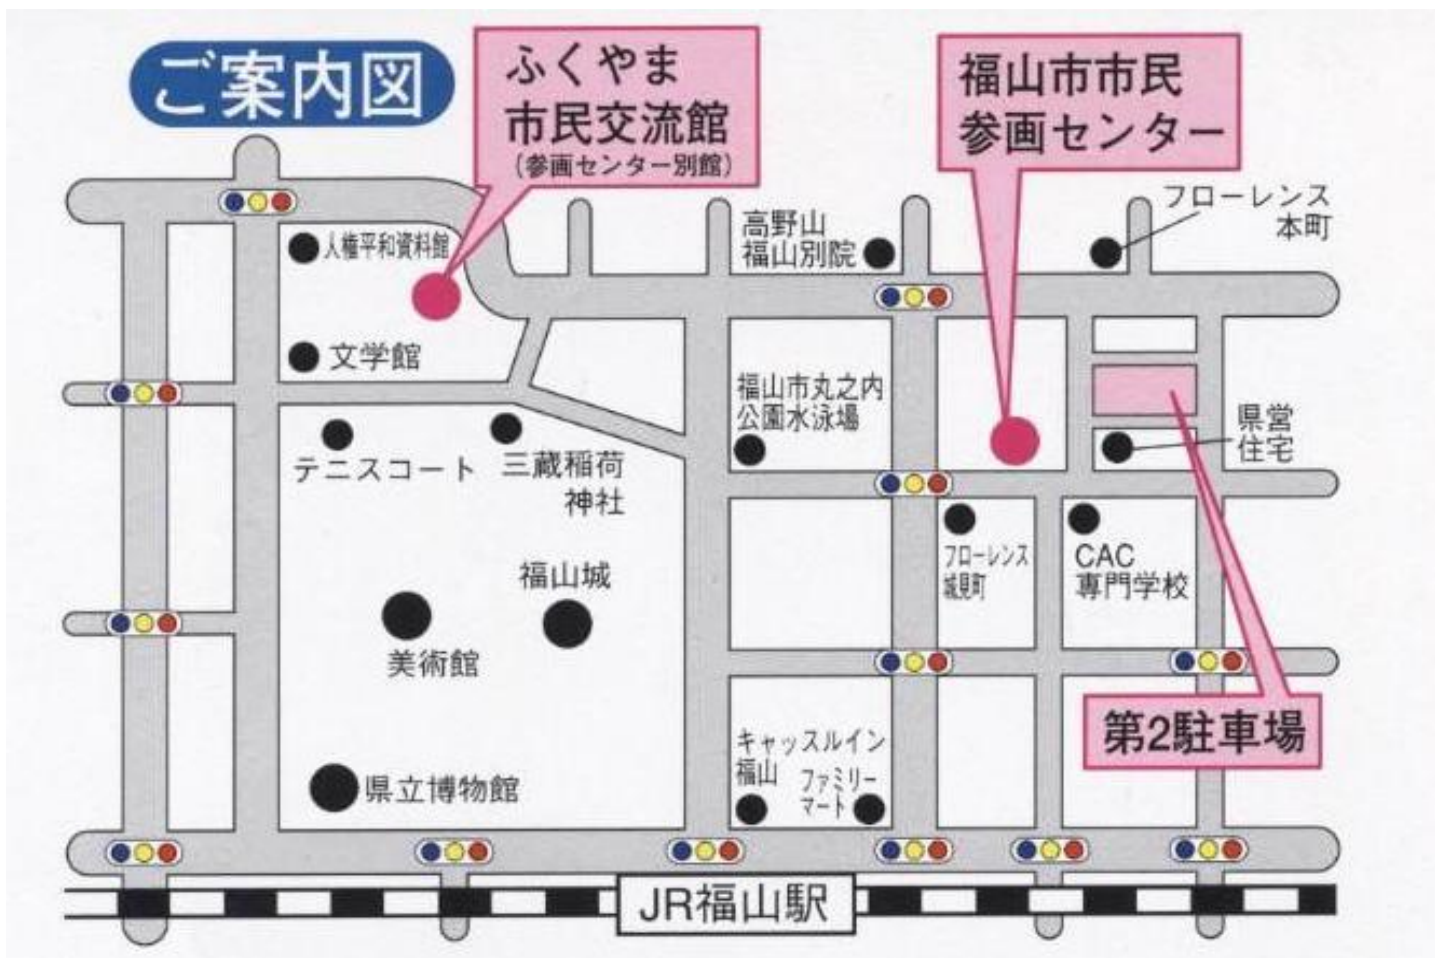 ご案内図
ふくやま
市民交流館
(参画センター別館)
福山市市民
参画センター
フローレンス
本町
高野山
福山別院
人権平和資料館
文学館
福山市丸之内
公園水泳場
県営
住宅
テニスコート
三蔵稲荷
神社
フローレンス
城見町
CAC
専門学校
福山城
美術館
第2駐車場
キャッスルイン
福山
ファミリー
マート
県立博物館
JR福山駅